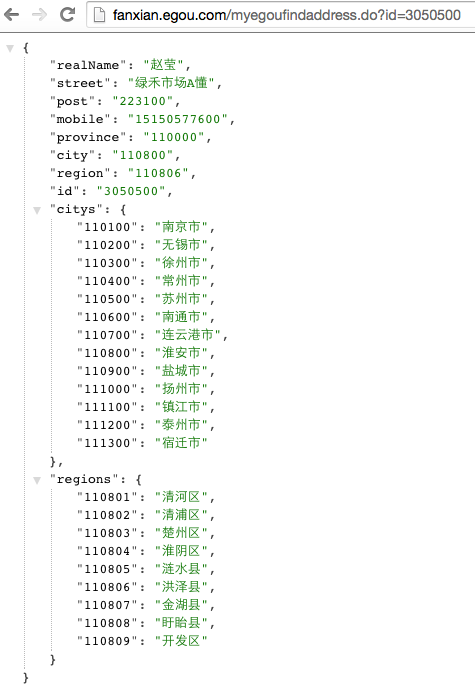 fanxian.egou.com/myegoufindaddress.do?id=3050500
{
"realName": "赵莹",
"street": "绿禾市场A懂",
"post": "223100",
"mobile": "15150577600",
"province": "110000",
"city": "110800",
"region": "110806",
"id": "3050500",
"citys": {
"110100": "南京市",
"110200": "无锡市",
"110300": "徐州市",
"110400": "常州市",
"110500": "苏州市",
"110600": "南通市",
"110700": "连云港市",
"110800": "淮安市",
"110900": "盐城市",
"111000": "扬州市",
"111100": "镇江市",
"111200": "泰州市",
"111300": "宿迁市"
},
"regions": {
"110801": "清河区",
"110802": "清浦区",
"110803": "楚州区",
"110804": "淮阴区",
"110805": "涟水县",
"110806": "洪泽县",
"110807": "金湖县",
"110808": "盱眙县",
"110809": "开发区"
}
}